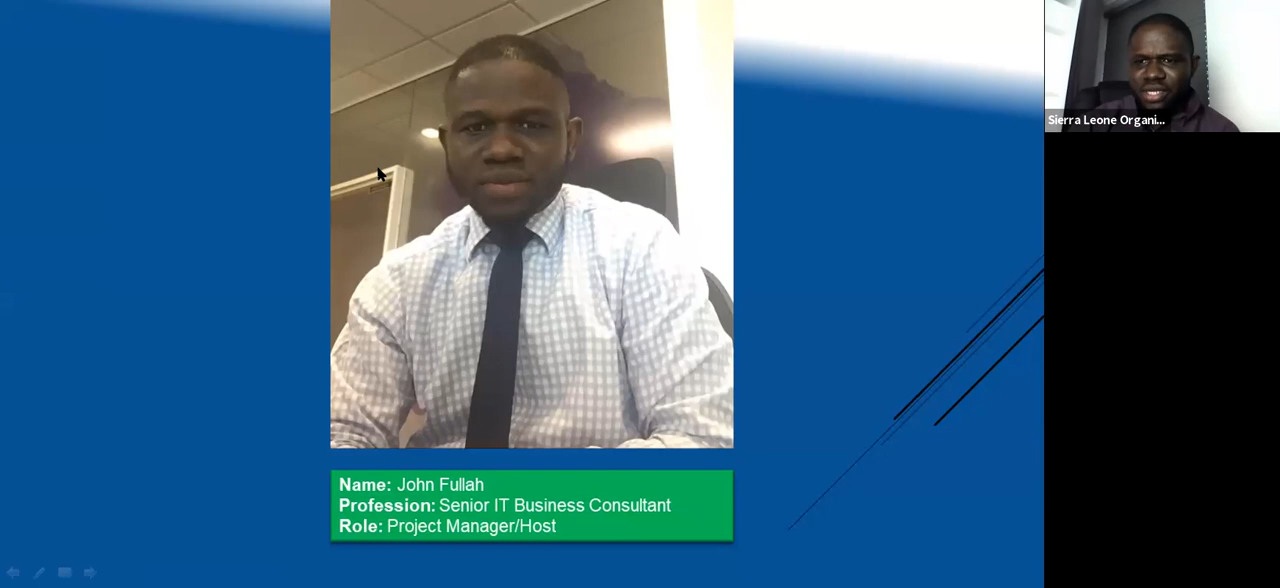 Sierra Leone Organi...
Name: John Fullah
Profession: Senior IT Business Consultant
Role: Project Manager/Host